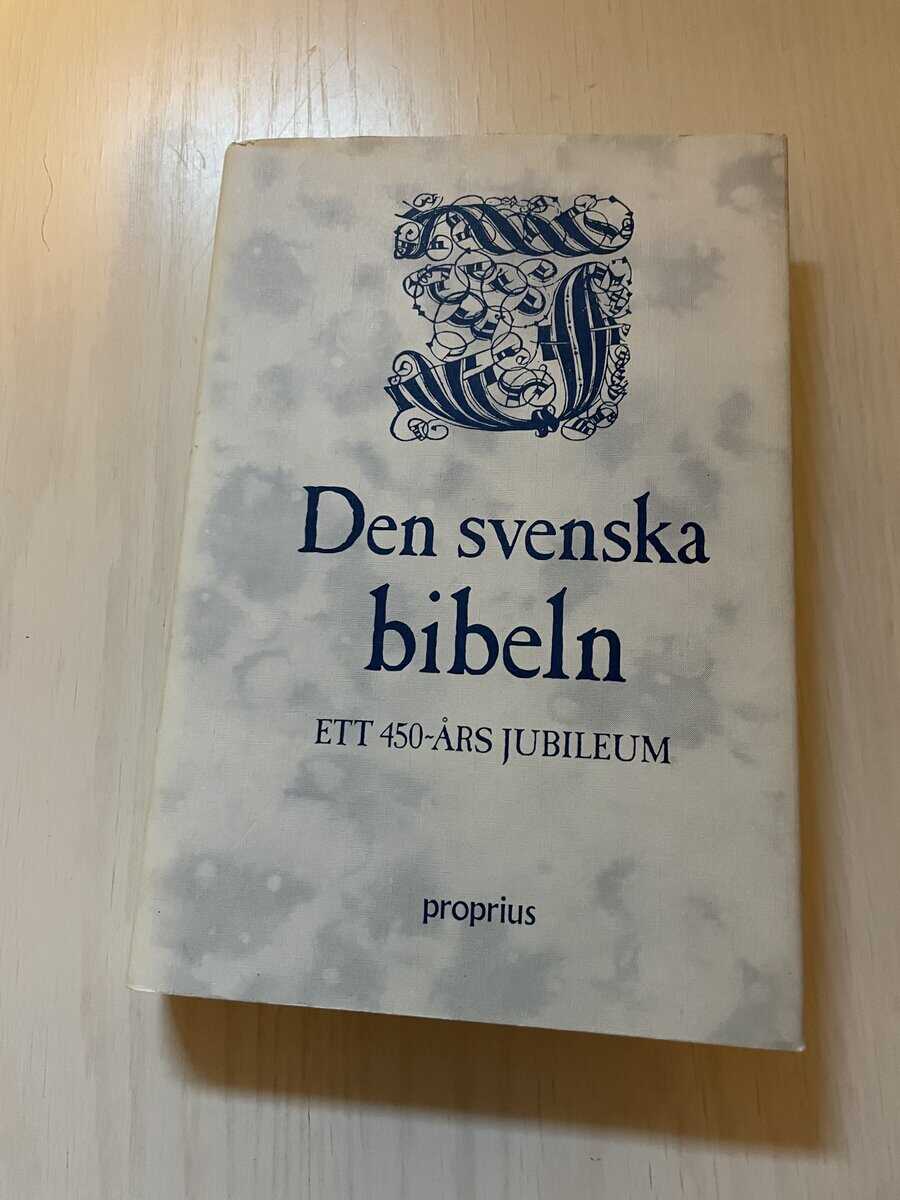 Den svenska
bibeln
ETT 450-ÅRS JUBILEUM
proprius